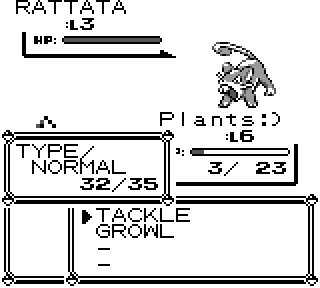 RATTATA
:L3
HP:
Plants:)
:L6
3/ 23
TYPE/
NORMAL
32/35
TACKLE
GROWL
-
-